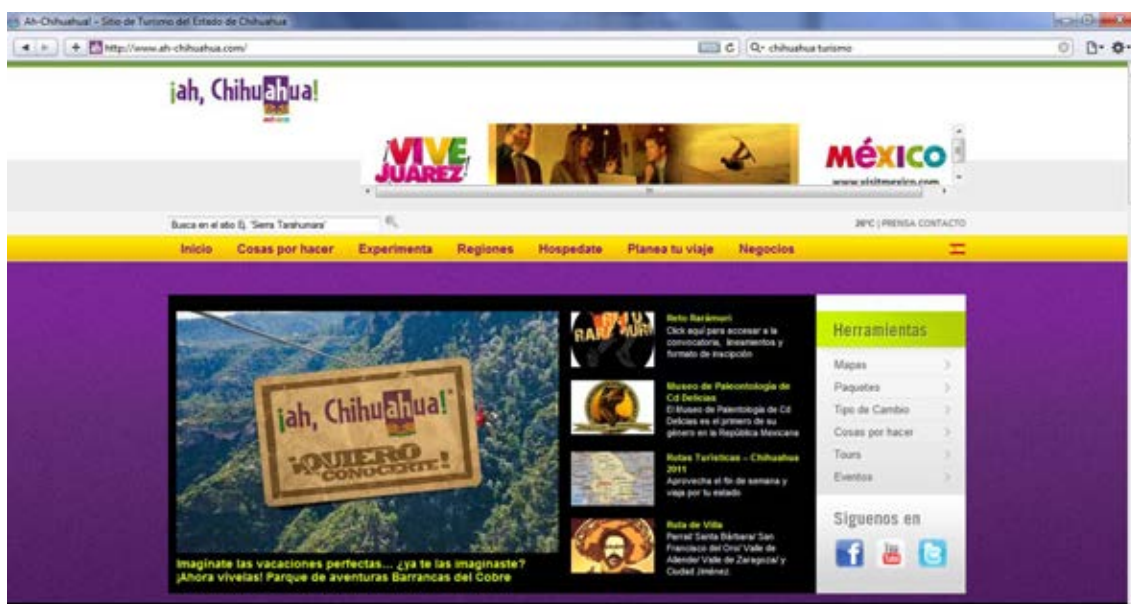 Ah-Chihuahua! – Sitio de Turismo del Estado de Chihuahua
http://www.ah-chihuahua.com/
chihuahua turismo
¡ah, Chihuahua!
¡VIVE
JUÁREZ!
MéXICO
www.visitmexico.com
Busca en el sitio Ej. 'Sierra Tarahumara'
20°C | PRENSA CONTACTO
Inicio Cosas por hacer Experimenta Regiones Hospedate Planea tu viaje Negocios
¡ah, Chihuahua!
¡QUIERO
CONOCERTE!
Imagínate las vacaciones perfectas... ¿ya te las imaginaste?
¡Ahora vívelas! Parque de aventuras Barrancas del Cobre
Reto Rarámuri
Click aquí para accesar a la
convocatoria, lineamientos y
formato de inscipción
Museo de Paleontología de
Cd Delicias
El Museo de Palentología de Cd
Delicias es el primero de su
género en la República Mexicana
Rutas Turísticas – Chihuahua
2011
Aprovecha el fin de semana y
viaja por tu estado
Ruta de Villa
Parral/ Santa Bárbara/ San
Francisco del Oro/ Valle de
Allende/ Valle de Zaragoza/ y
Ciudad Jiménez.
Herramientas
Mapas
Paquetes
Tipo de Cambio
Cosas por hacer
Tours
Eventos
Síguenos en
f
You
Tube